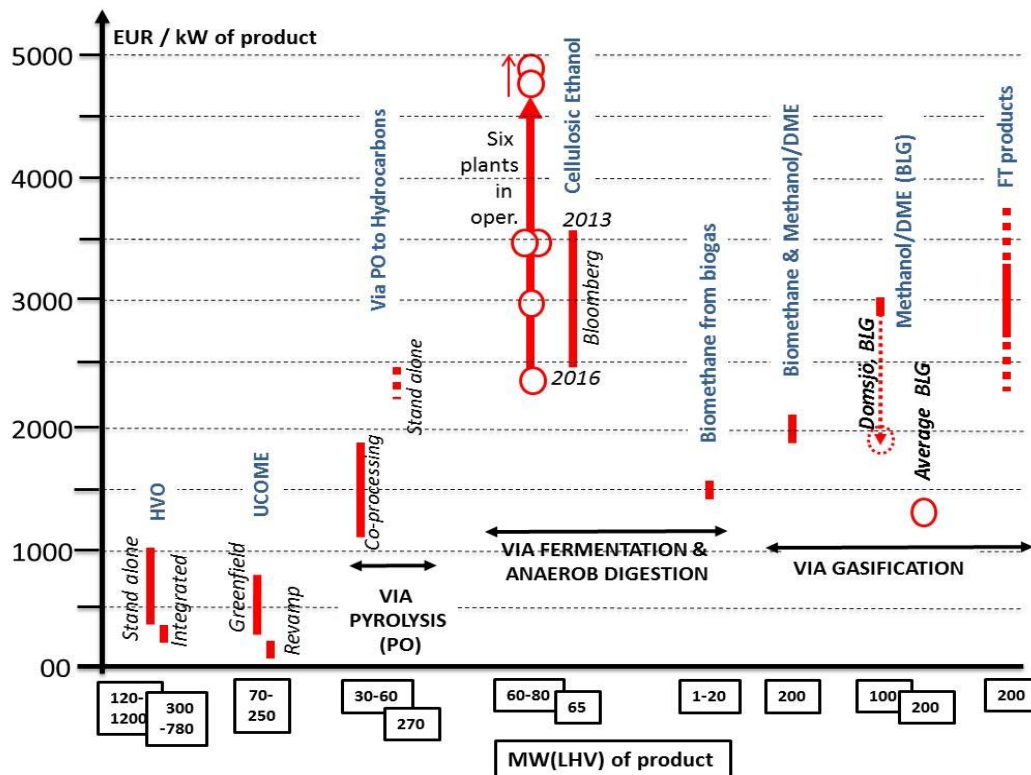 EUR / kW of product
5000
4000
3000
2000
1000
00
HVO
Stand alone
Integrated
UCOME
Greenfield
Revamp
Via PO to Hydrocarbons
Co-processing
Stand alone
VIA
PYROLYSIS
(PO)
Six
plants
in
oper.
Cellulosic Ethanol
2013
Bloomberg
2016
Biomethane from biogas
VIA FERMENTATION &
ANAEROB DIGESTION
Biomethane & Methanol/DME
Methanol/DME (BLG)
Domsjö, BLG
Average BLG
FT products
VIA GASIFICATION
120-
1200
300
-780
70-
250
30-60
270
60-80
65
1-20
200
100
200
200
MW(LHV) of product